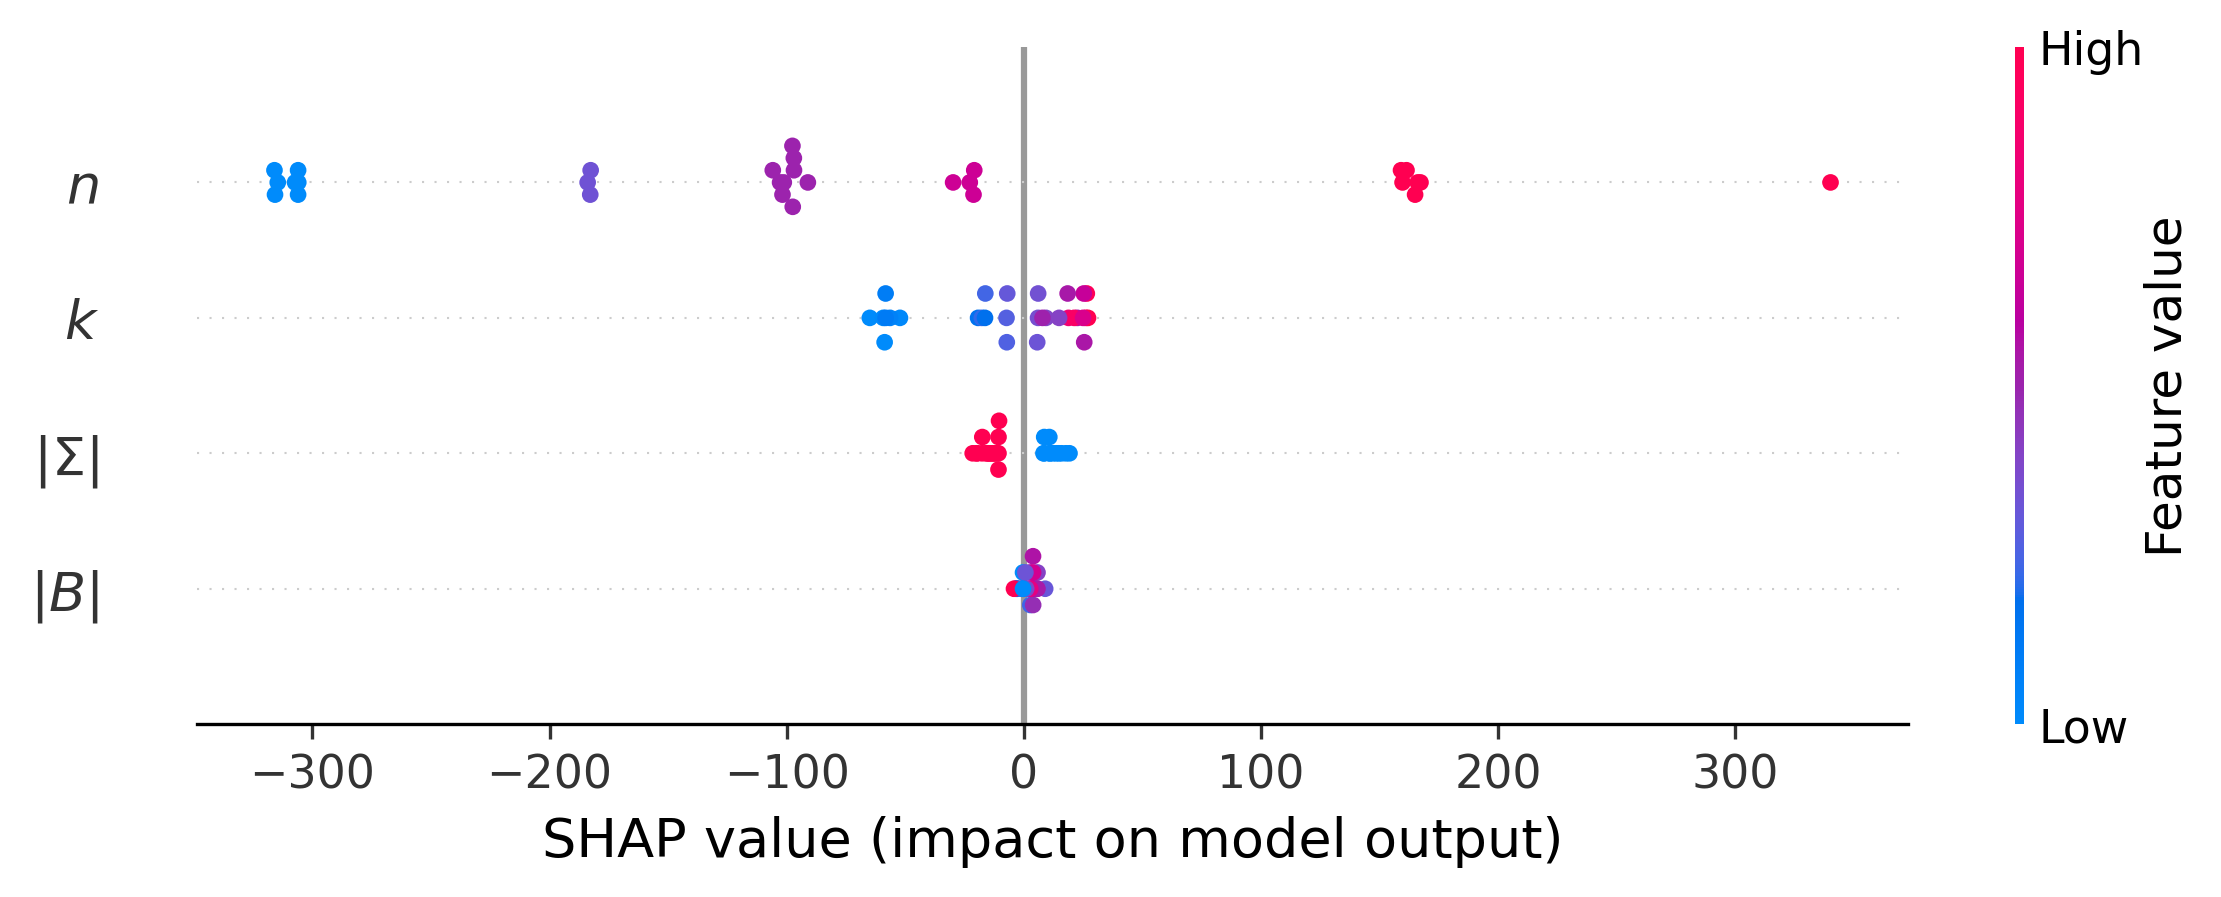 High
n
k
|Σ|
|B|
Feature value
Low
−300 −200 −100 0 100 200 300
SHAP value (impact on model output)